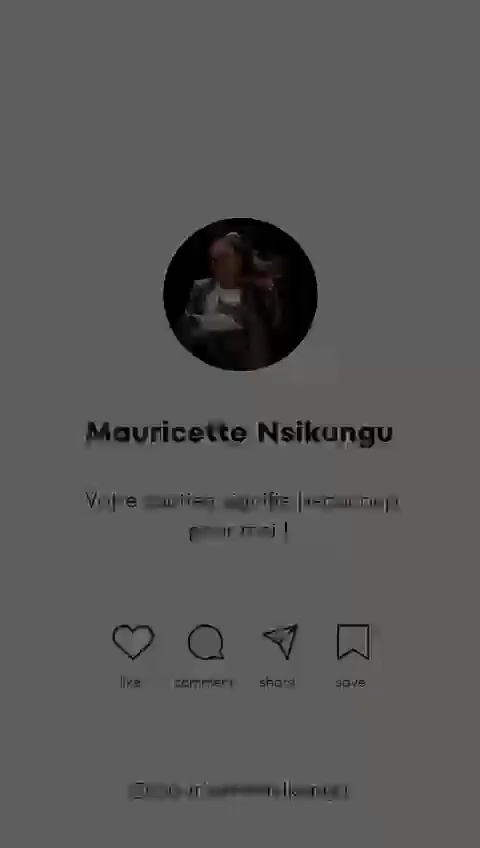 Mauricette Nsikungu
Votre soutien signifie beaucoup
pour moi !
like comment share save